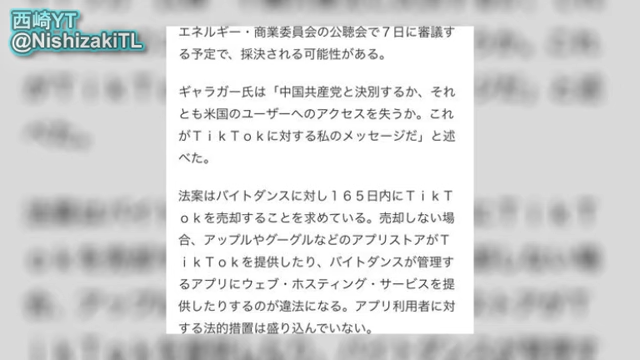 西崎YT
@NishizakiTL
エネルギー・商業委員会の公聴会で７日に審議す
る予定で、採決される可能性がある。
ギャラガー氏は「中国共産党と決別するか、それ
とも米国のユーザーへのアクセスを失うか。これ
がＴｉｋＴｏｋに対する私のメッセージだ」と述
べた。
法案はバイトダンスに対し１６５日内にＴｉｋＴ
ｏｋを売却することを求めている。売却しない場
合、アップルやグーグルなどのアプリストアがＴ
ｉｋＴｏｋを提供したり、バイトダンスが管理す
るアプリにウェブ・ホスティング・サービスを提
供したりするのが違法になる。アプリ利用者に対
する法的措置は盛り込んでいない。